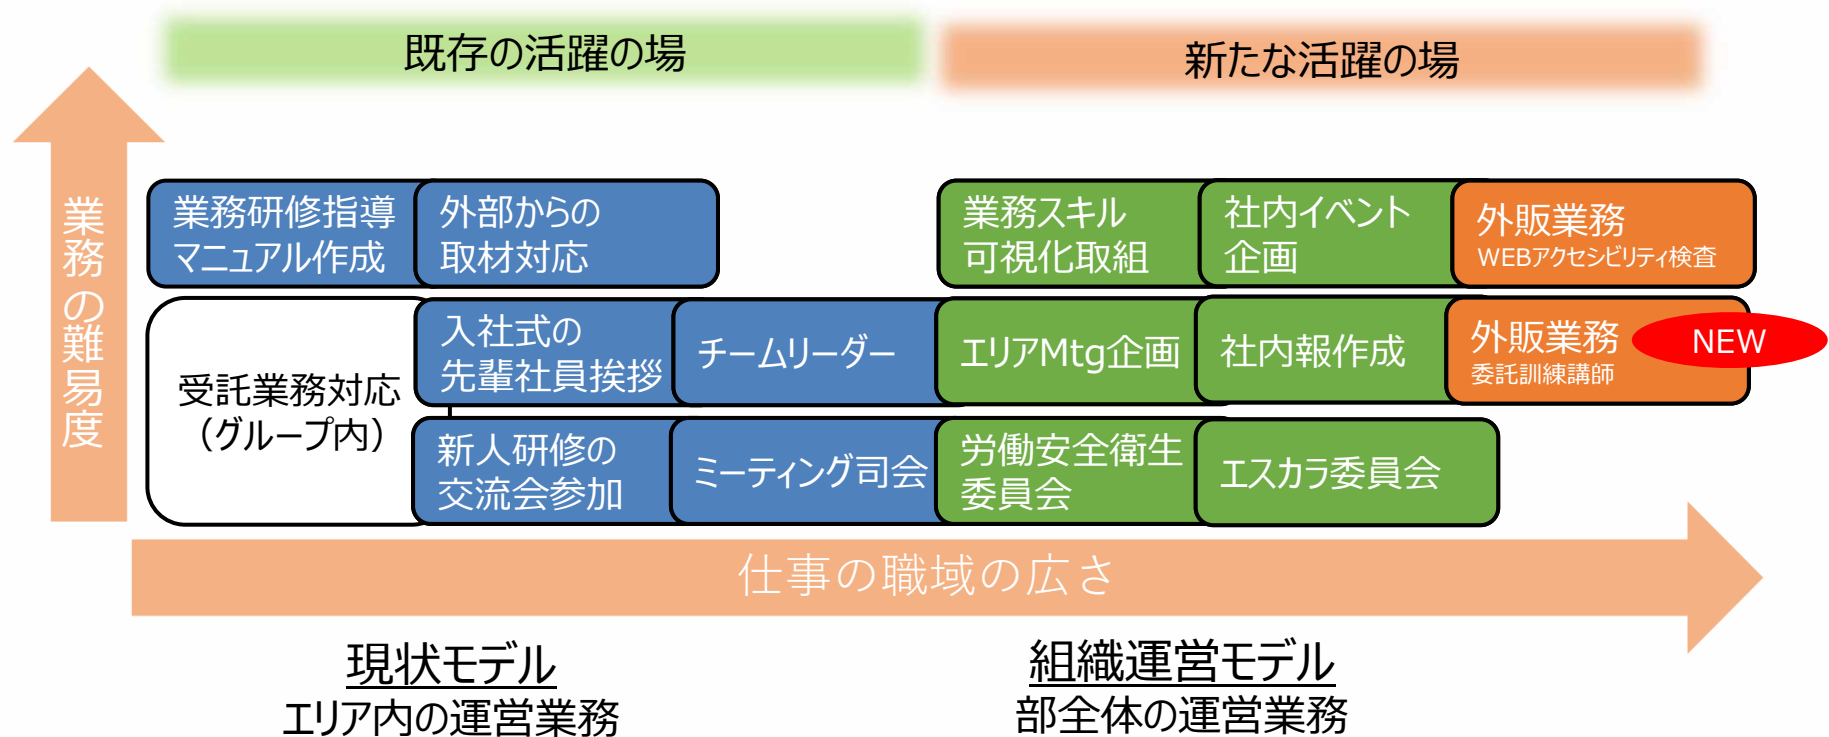 既存の活躍の場
新たな活躍の場
業務の難易度
業務研修指導
マニュアル作成
外部からの
取材対応
業務スキル
可視化取組
社内イベント
企画
外販業務
WEBアクセシビリティ検査
受託業務対応
（グループ内）
入社式の
先輩社員挨拶
チームリーダー
エリアMtg企画
社内報作成
外販業務
委託訓練講師
NEW
新人研修の
交流会参加
ミーティング司会
労働安全衛生
委員会
エスカラ委員会
仕事の職域の広さ
現状モデル
エリア内の運営業務
組織運営モデル
部全体の運営業務